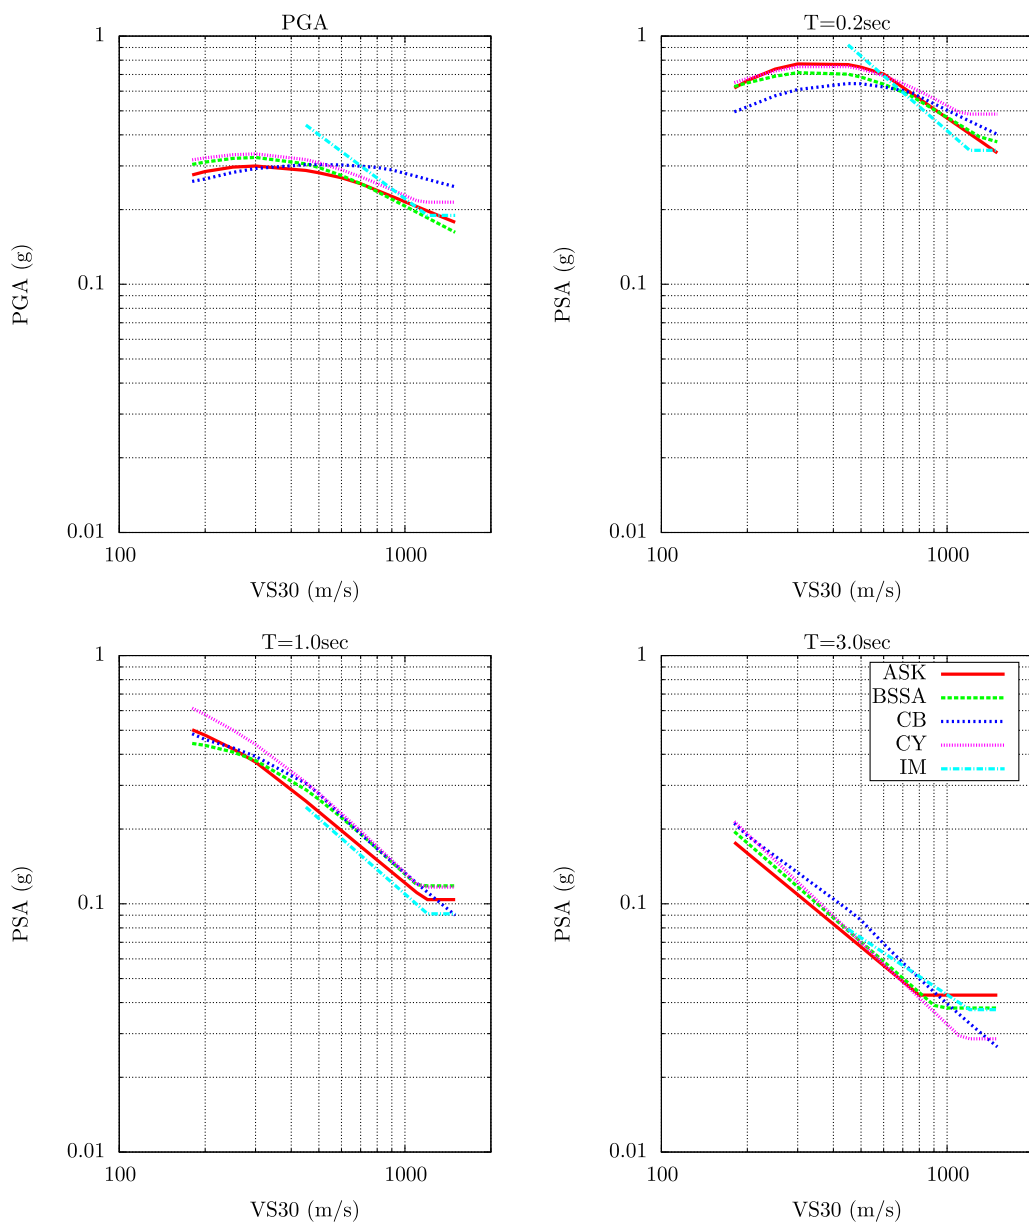 PGA
1
0.1
0.01
PGA (g)
100
1000
VS30 (m/s)
T=0.2sec
1
0.1
0.01
PSA (g)
100
1000
VS30 (m/s)
T=1.0sec
1
0.1
0.01
PSA (g)
100
1000
VS30 (m/s)
T=3.0sec
1
0.1
0.01
PSA (g)
100
1000
VS30 (m/s)
ASK
BSSA
CB
CY
IM